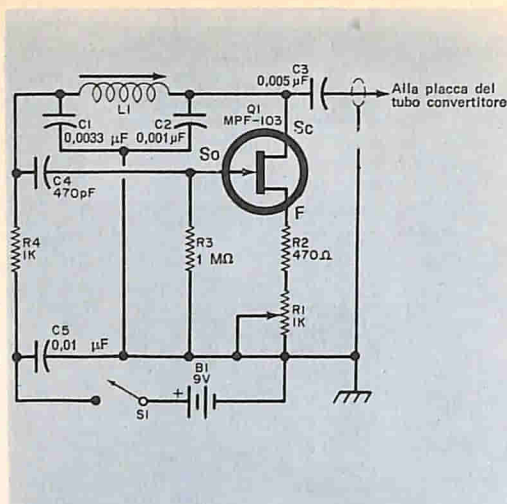 C3
0,005 µF
Q1
MPF-103
Alla placca del
tubo convertitore
L1
C1
0,0033 µF
C2
0,001 µF
Sc
So
C4
470pF
F
R4
1K
R3
1 MΩ
R2
470Ω
R1
1K
C5
0,01 µF
B1
9V
+
S1